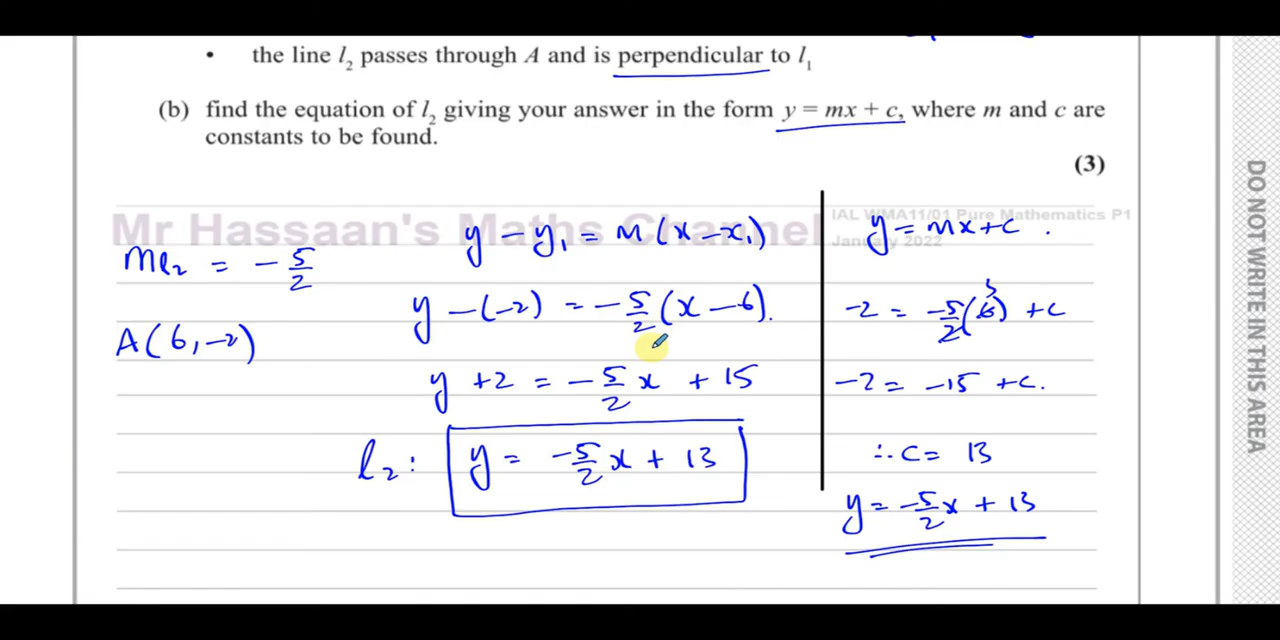 • the line l₂ passes through A and is perpendicular to l₁
(b) find the equation of l₂ giving your answer in the form y = mx + c, where m and c are
constants to be found.
(3)
Mr Hassaan's Maths Channel
IAL WMA11/01 Pure Mathematics P1
January 2022
m l₂ = -5/2
A(6, -2)
y - y₁ = m(x - x₁)
y - (-2) = -5/2 (x - 6).
y + 2 = -5/2 x + 15
l₂: y = -5/2 x + 13
y = mx + c.
-2 = -5/2 (6) + c
3
-2 = -15 + c.
∴ c = 13
y = -5/2 x + 13
DO NOT WRITE IN THIS AREA